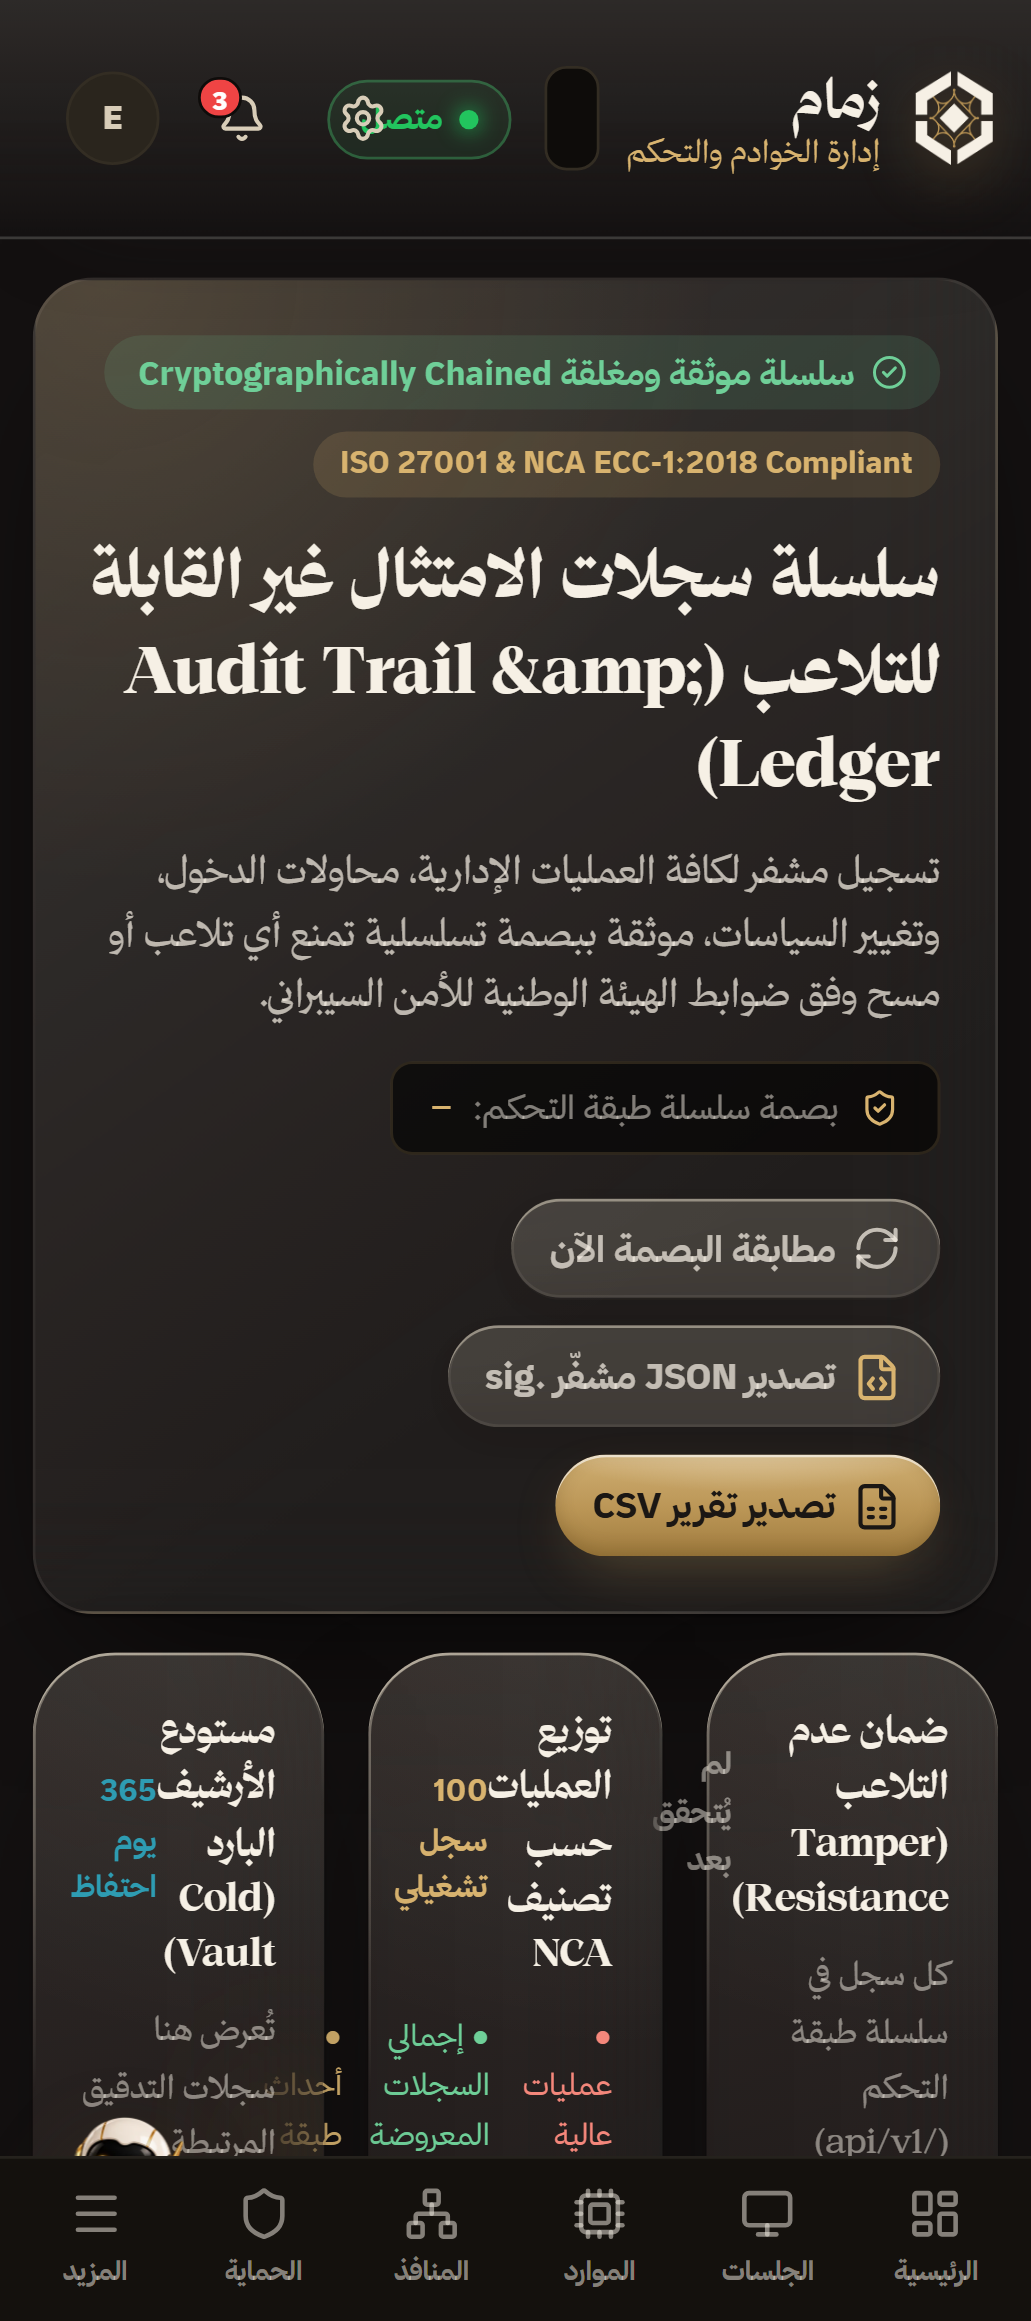 زمام
إدارة الخوادم والتحكم
متصل
3
E
سلسلة موثقة ومغلقة Cryptographically Chained
ISO 27001 & NCA ECC-1:2018 Compliant
سلسلة سجلات الامتثال غير القابلة
للتلاعب (Audit Trail &amp;
Ledger)
تسجيل مشفر لكافة العمليات الإدارية، محاولات الدخول،
وتغيير السياسات، موثقة ببصمة تسلسلية تمنع أي تلاعب أو
مسح وفق ضوابط الهيئة الوطنية للأمن السيبراني.
بصمة سلسلة طبقة التحكم: –
مطابقة البصمة الآن
تصدير JSON مشفّر .sig
تصدير تقرير CSV
ضمان عدم
التلاعب
(Tamper
Resistance)
لم
يُتحقق
بعد
كل سجل في
سلسلة طبقة
التحكم
(/api/v1
توزيع
العمليات
حسب
تصنيف
NCA
100
سجل
تشغيلي
عمليات
عالية
إجمالي
السجلات
المعروضة
أحداث
طبقة
مستودع
الأرشيف
البارد
(Cold
Vault)
365
يوم
احتفاظ
تُعرض هنا
سجلات التدقيق
المرتبطة
الرئيسية
الجلسات
الموارد
المنافذ
الحماية
المزيد